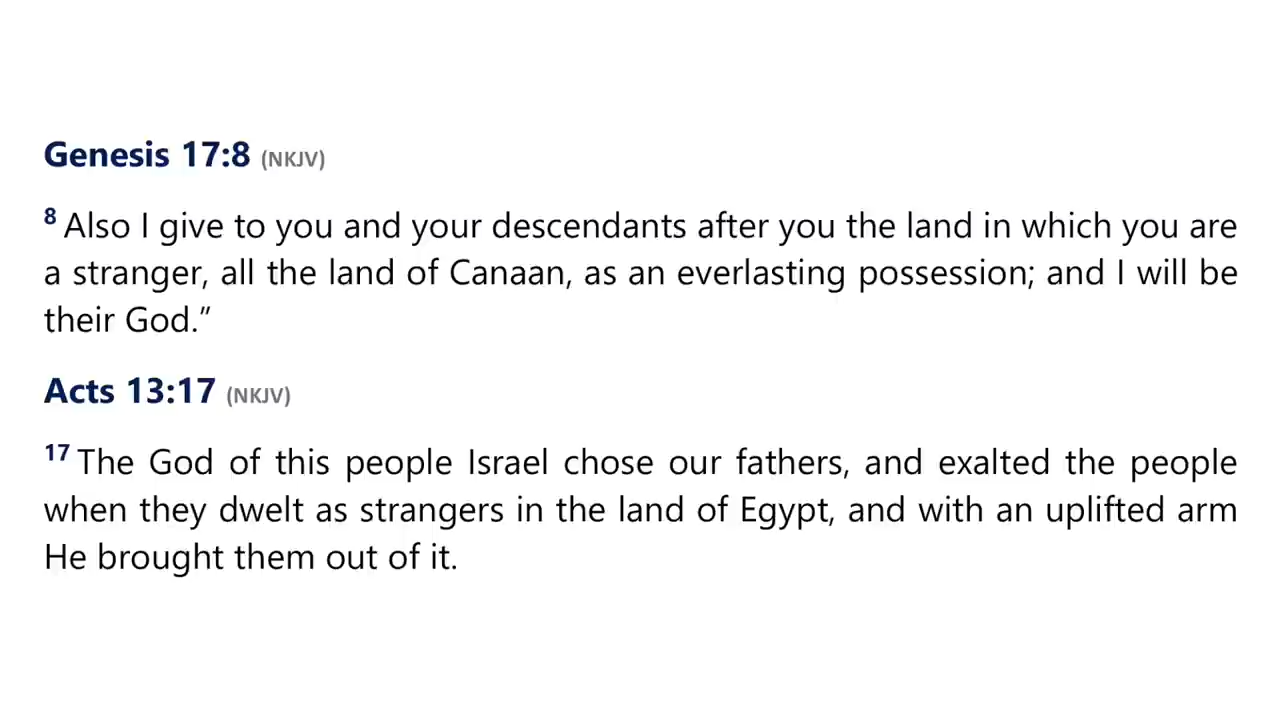 Genesis 17:8 (NKJV)
8 Also I give to you and your descendants after you the land in which you are
a stranger, all the land of Canaan, as an everlasting possession; and I will be
their God.”
Acts 13:17 (NKJV)
17 The God of this people Israel chose our fathers, and exalted the people
when they dwelt as strangers in the land of Egypt, and with an uplifted arm
He brought them out of it.